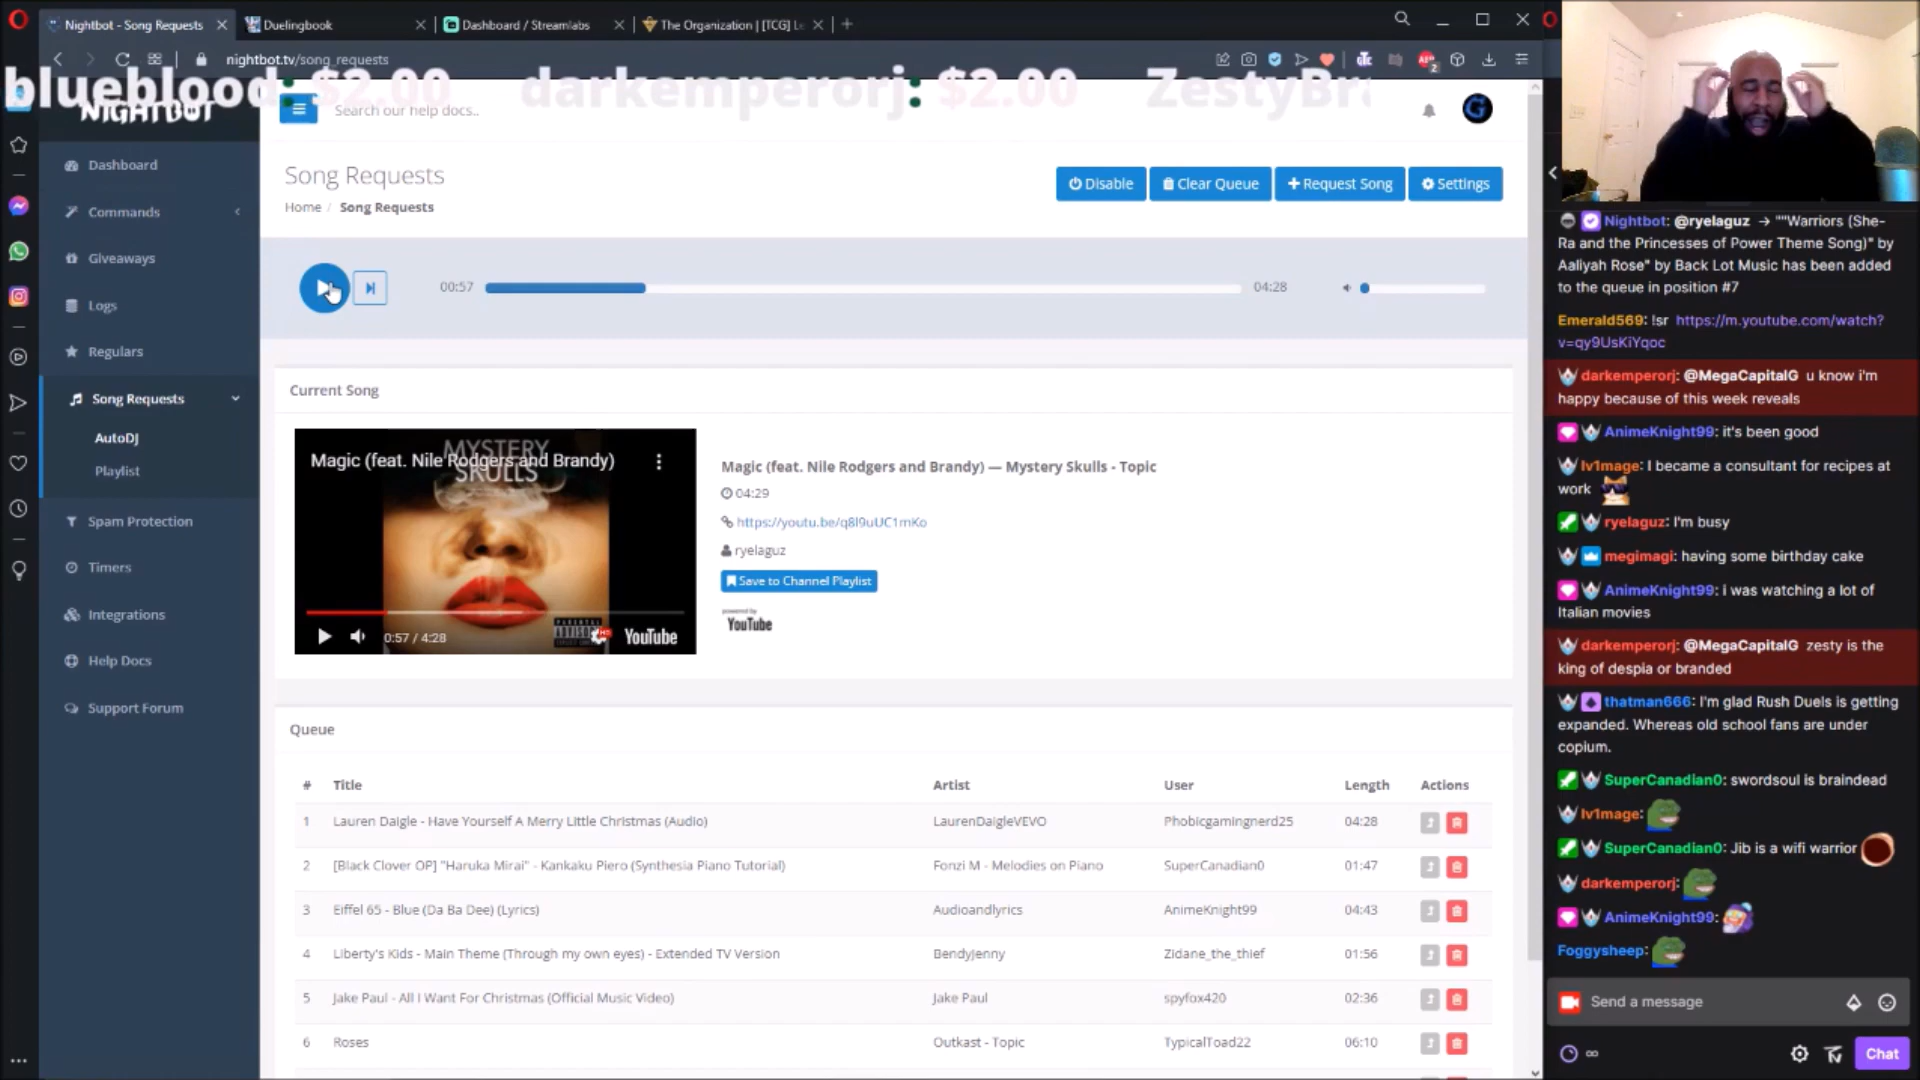 Nightbot - Song Requests
Duelingbook
Dashboard / Streamlabs
The Organization | [TCG] Le
nightbot.tv/song_requests
2
blueblood: $2.00 darkemperorj: $2.00 ZestyBr
NIGHTBOT
Search our help docs..
Dashboard
Commands
Giveaways
Logs
Regulars
Song Requests
AutoDJ
Playlist
Spam Protection
Timers
Integrations
Help Docs
Support Forum
Song Requests
Home / Song Requests
Disable
Clear Queue
Request Song
Settings
00:57
04:28
Current Song
MYSTERY
SKULLS
Magic (feat. Nile Rodgers and Brandy)
0:57 / 4:28
PARENTAL
HD
YouTube
Magic (feat. Nile Rodgers and Brandy) — Mystery Skulls - Topic
04:29
https://youtu.be/q8l9uUC1mKo
ryelaguz
Save to Channel Playlist
powered by
YouTube
Queue
# Title Artist User Length Actions
1 Lauren Daigle - Have Yourself A Merry Little Christmas (Audio) LaurenDaigleVEVO Phobicgamingnerd25 04:28
2 [Black Clover OP] "Haruka Mirai" - Kankaku Piero (Synthesia Piano Tutorial) Fonzi M - Melodies on Piano SuperCanadian0 01:47
3 Eiffel 65 - Blue (Da Ba Dee) (Lyrics) Audioandlyrics AnimeKnight99 04:43
4 Liberty's Kids - Main Theme (Through my own eyes) - Extended TV Version BendyJenny Zidane_the_thief 01:56
5 Jake Paul - All I Want For Christmas (Official Music Video) Jake Paul spyfox420 02:36
6 Roses Outkast - Topic TypicalToad22 06:10
Nightbot: @ryelaguz → ""Warriors (She-
Ra and the Princesses of Power Theme Song)" by
Aaliyah Rose" by Back Lot Music has been added
to the queue in position #7
Emerald569: !sr https://m.youtube.com/watch?
v=qy9UsKiYqoc
darkemperorj: @MegaCapitalG u know i'm
happy because of this week reveals
AnimeKnight99: it's been good
lv1mage: I became a consultant for recipes at
work
ryelaguz: I'm busy
megimagi: having some birthday cake
AnimeKnight99: i was watching a lot of
Italian movies
darkemperorj: @MegaCapitalG zesty is the
king of despia or branded
thatman666: I'm glad Rush Duels is getting
expanded. Whereas old school fans are under
copium.
SuperCanadian0: swordsoul is braindead
lv1mage:
SuperCanadian0: Jib is a wifi warrior
darkemperorj:
AnimeKnight99:
Foggysheep:
Send a message
Chat